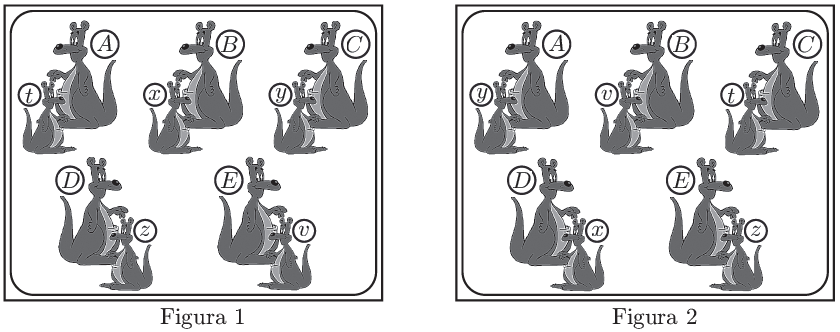 A B C
t x y
D E
z v
Figura 1
A B C
y v t
D E
x z
Figura 2